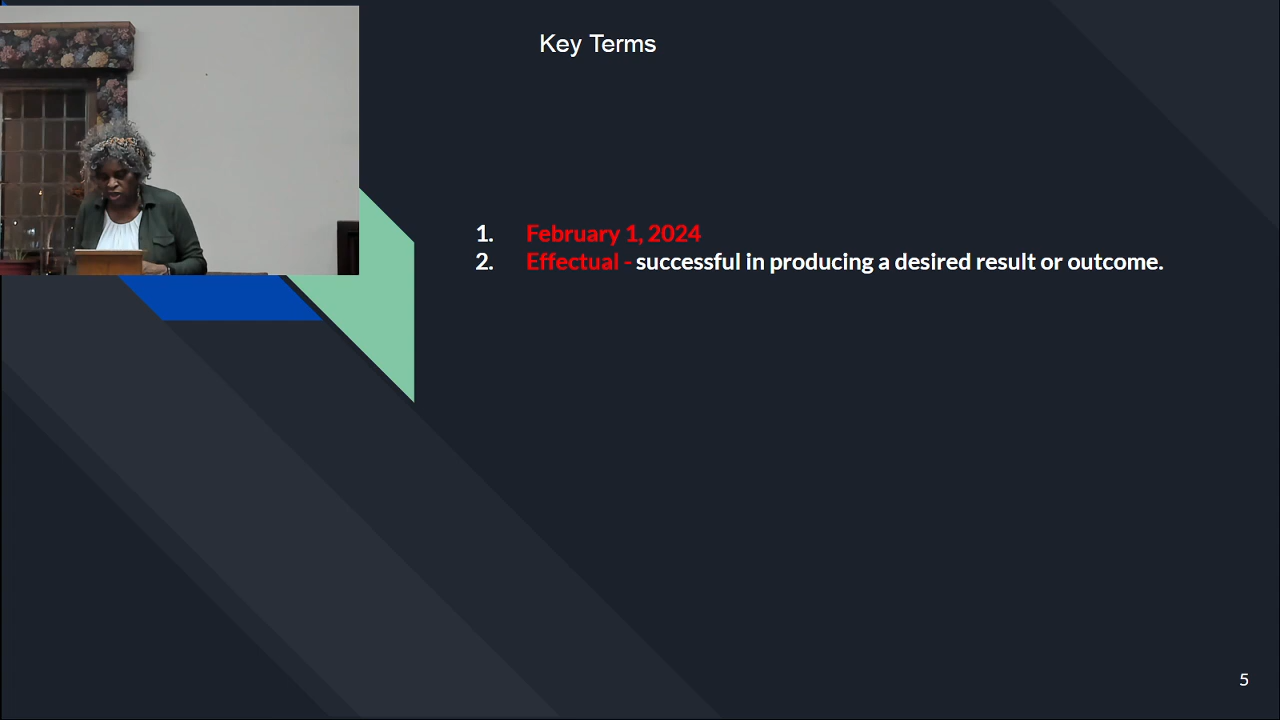 Key Terms
1. February 1, 2024
2. Effectual - successful in producing a desired result or outcome.
5